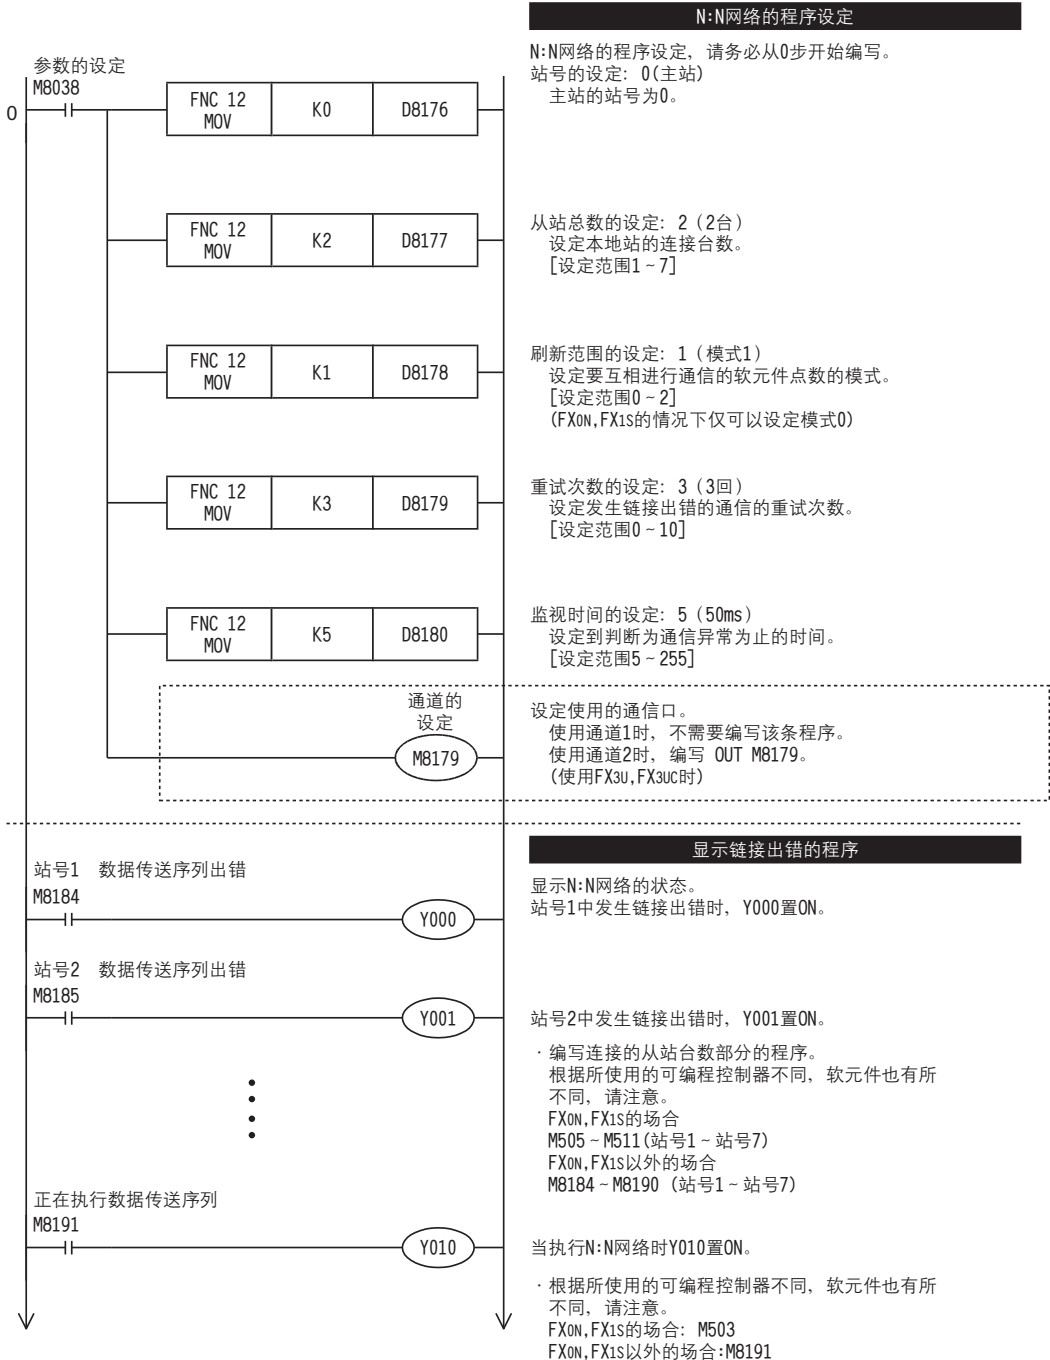 N:N网络的程序设定
N:N网络的程序设定，请务必从0步开始编写。
参数的设定
站号的设定：0(主站)
M8038
主站的站号为0。
0
FNC 12
MOV
K0
D8176
从站总数的设定：2（2台）
FNC 12
MOV
K2
D8177
设定本地站的连接台数。
[设定范围1～7]
刷新范围的设定：1（模式1）
FNC 12
MOV
K1
D8178
设定要互相进行通信的软元件点数的模式。
[设定范围0～2]
(FX0N,FX1S的情况下仅可以设定模式0)
重试次数的设定：3（3回）
FNC 12
MOV
K3
D8179
设定发生链接出错的通信的重试次数。
[设定范围0～10]
监视时间的设定：5（50ms）
FNC 12
MOV
K5
D8180
设定到判断为通信异常为止的时间。
[设定范围5～255]
通道的
设定
M8179
设定使用的通信口。
使用通道1时，不需要编写该条程序。
使用通道2时，编写 OUT M8179。
(使用FX3U,FX3UC时)
显示链接出错的程序
站号1 数据传送序列出错
M8184
Y000
显示N:N网络的状态。
站号1中发生链接出错时，Y000置ON。
站号2 数据传送序列出错
M8185
Y001
站号2中发生链接出错时，Y001置ON。
·编写连接的从站台数部分的程序。
根据所使用的可编程控制器不同，软元件也有所
不同，请注意。
FX0N,FX1S的场合
M505～M511(站号1～站号7)
FX0N,FX1S以外的场合
M8184～M8190 (站号1～站号7)
正在执行数据传送序列
M8191
Y010
当执行N:N网络时Y010置ON。
·根据所使用的可编程控制器不同，软元件也有所
不同，请注意。
FX0N,FX1S的场合：M503
FX0N,FX1S以外的场合:M8191